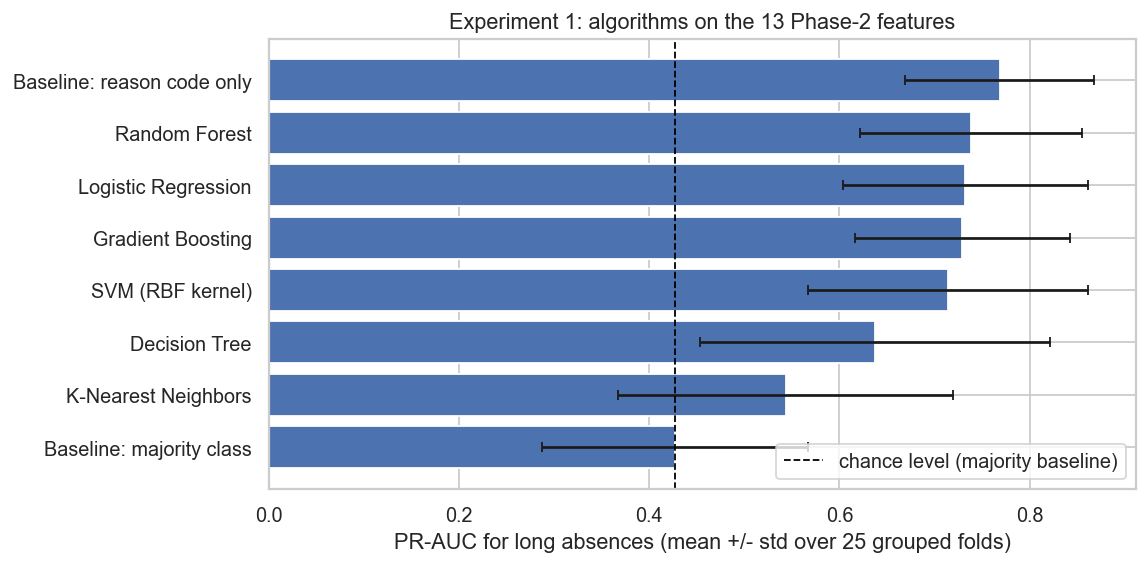 Experiment 1: algorithms on the 13 Phase-2 features
Baseline: reason code only
Random Forest
Logistic Regression
Gradient Boosting
SVM (RBF kernel)
Decision Tree
K-Nearest Neighbors
Baseline: majority class
chance level (majority baseline)
0.0 0.2 0.4 0.6 0.8
PR-AUC for long absences (mean +/- std over 25 grouped folds)